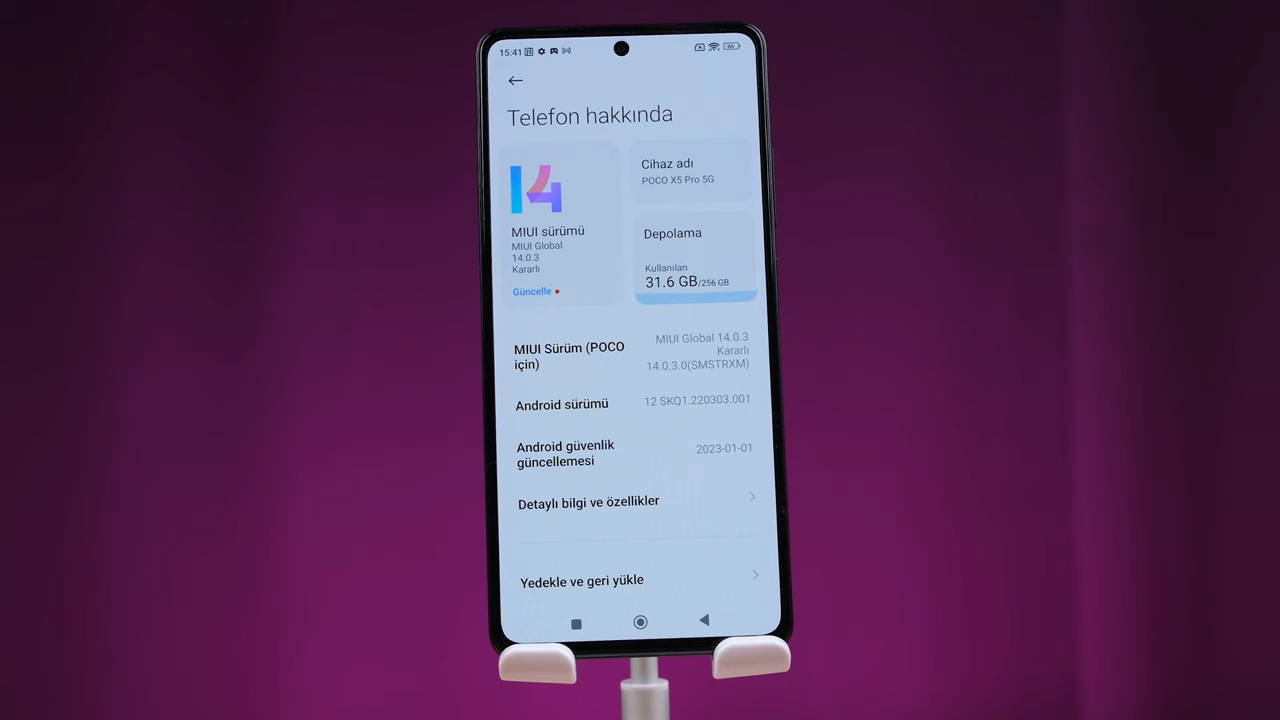 15:41
Telefon hakkında
14
MIUI sürümü
MIUI Global
14.0.3
Kararlı
Güncelle
Cihaz adı
POCO X5 Pro 5G
Depolama
Kullanılan
31.6 GB/256 GB
MIUI Sürüm (POCO
için)
MIUI Global 14.0.3
Kararlı
14.0.3.0(SMSTRXM)
Android sürümü
12 SKQ1.220303.001
Android güvenlik
güncellemesi
2023-01-01
Detaylı bilgi ve özellikler
Yedekle ve geri yükle